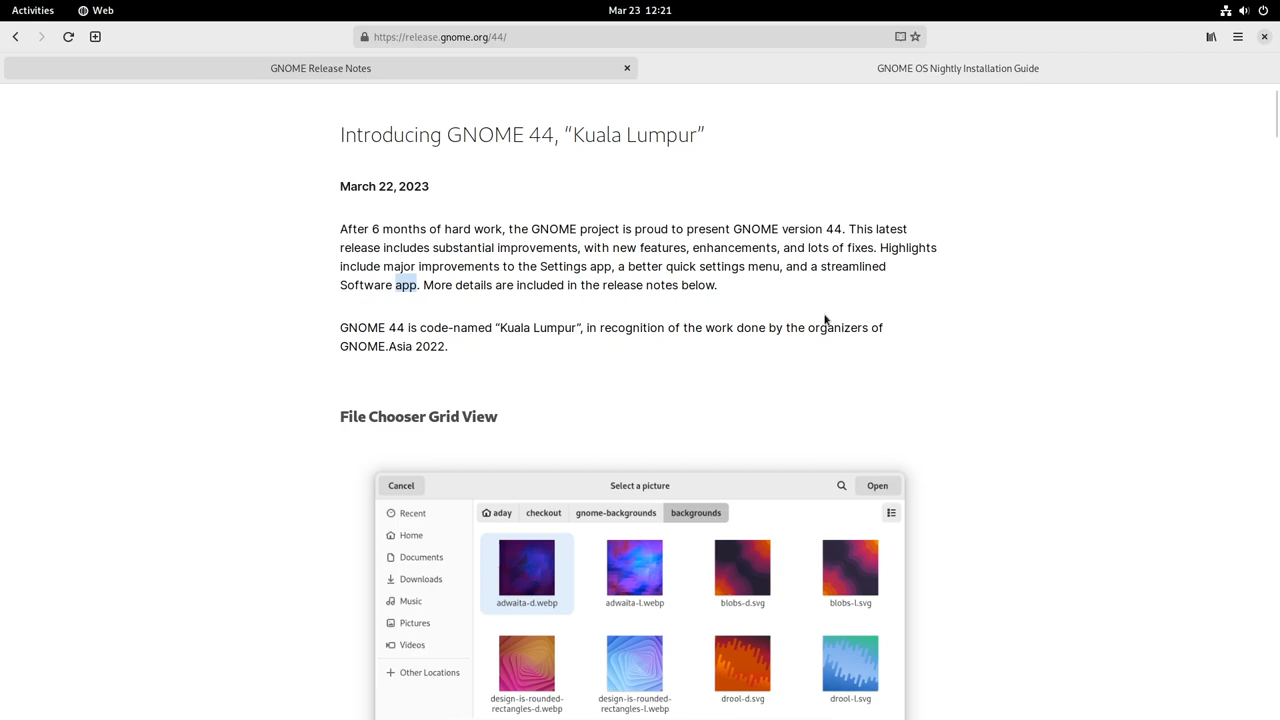 Activities
Web
Mar 23 12:21
https://release.gnome.org/44/
GNOME Release Notes
GNOME OS Nightly Installation Guide
Introducing GNOME 44, “Kuala Lumpur”
March 22, 2023
After 6 months of hard work, the GNOME project is proud to present GNOME version 44. This latest
release includes substantial improvements, with new features, enhancements, and lots of fixes. Highlights
include major improvements to the Settings app, a better quick settings menu, and a streamlined
Software app. More details are included in the release notes below.
GNOME 44 is code-named “Kuala Lumpur”, in recognition of the work done by the organizers of
GNOME.Asia 2022.
File Chooser Grid View
Cancel
Select a picture
Open
Recent
Home
Documents
Downloads
Music
Pictures
Videos
Other Locations
aday
checkout
gnome-backgrounds
backgrounds
adwaita-d.webp
adwaita-l.webp
blobs-d.svg
blobs-l.svg
design-is-rounded-
rectangles-d.webp
design-is-rounded-
rectangles-l.webp
drool-d.svg
drool-l.svg